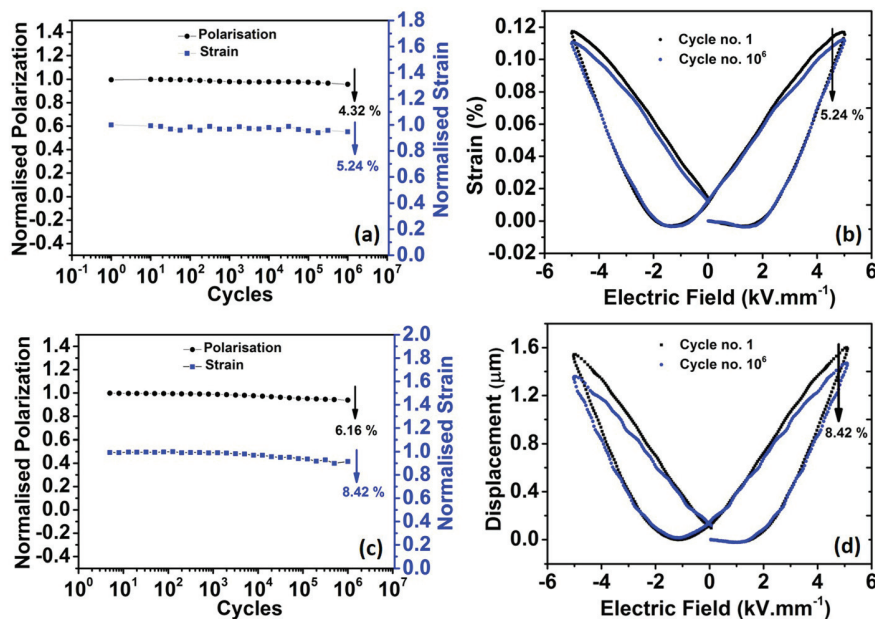 1.4
1.2
1.0
0.8
0.6
0.4
0.2
0.0
-0.2
-0.4
Normalised Polarization
Polarisation
Strain
4.32 %
5.24 %
(a)
1.8
1.6
1.4
1.2
1.0
0.8
0.6
0.4
0.2
0.0
Normalised Strain
10⁻¹ 10⁰ 10¹ 10² 10³ 10⁴ 10⁵ 10⁶ 10⁷
Cycles
0.12
0.10
0.08
0.06
0.04
0.02
0.00
-0.02
Strain (%)
Cycle no. 1
Cycle no. 10⁶
5.24 %
(b)
-6 -4 -2 0 2 4 6
Electric Field (kV.mm⁻¹)
1.4
1.2
1.0
0.8
0.6
0.4
0.2
0.0
-0.2
-0.4
Normalised Polarization
Polarisation
Strain
6.16 %
8.42 %
(c)
2.0
1.8
1.6
1.4
1.2
1.0
0.8
0.6
0.4
0.2
0.0
Normalised Strain
10⁰ 10¹ 10² 10³ 10⁴ 10⁵ 10⁶ 10⁷
Cycles
1.6
1.2
0.8
0.4
0.0
Displacement (μm)
Cycle no. 1
Cycle no. 10⁶
8.42 %
(d)
-6 -4 -2 0 2 4 6
Electric Field (kV.mm⁻¹)